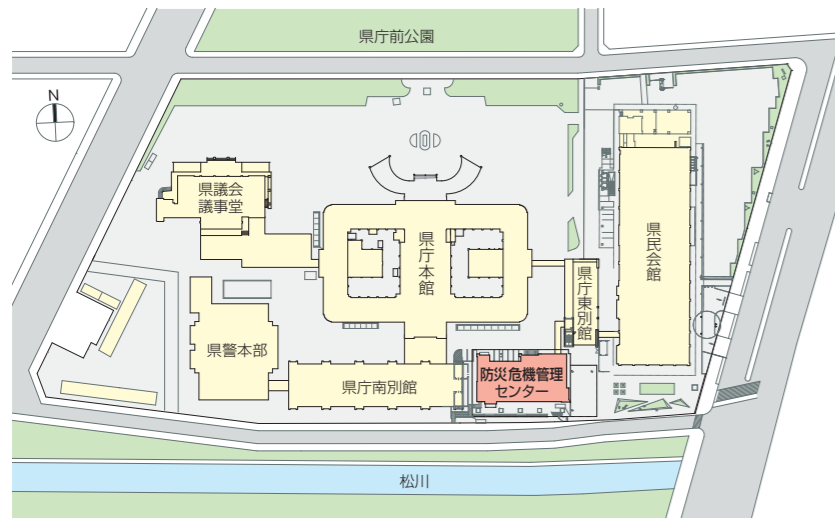 県庁前公園
N
県議会
議事堂
県庁本館
県民会館
県庁東別館
県警本部
県庁南別館
防災危機管理
センター
松川